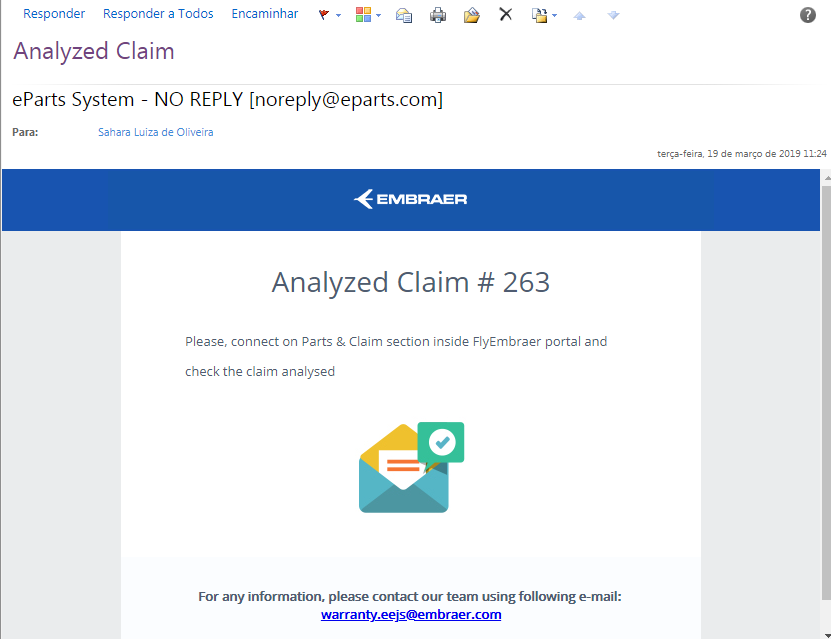 Responder Responder a Todos Encaminhar
Analyzed Claim
eParts System - NO REPLY [noreply@eparts.com]
Para: Sahara Luiza de Oliveira
terça-feira, 19 de março de 2019 11:24
EMBRAER
Analyzed Claim # 263
Please, connect on Parts & Claim section inside FlyEmbraer portal and
check the claim analysed
For any information, please contact our team using following e-mail:
warranty.eejs@embraer.com